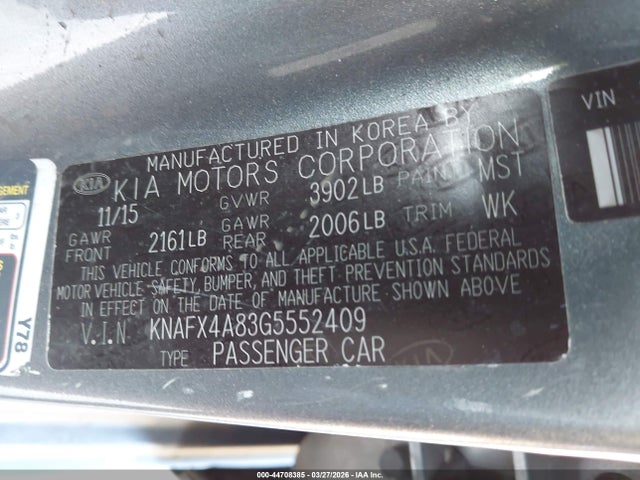 MANUFACTURED IN KOREA BY
KIA KIA MOTORS CORPORATION
11/15 GVWR 3902LB PAINT MST
GAWR FRONT 2161LB GAWR REAR 2006LB TRIM WK
THIS VEHICLE CONFORMS TO ALL APPLICABLE U.S.A. FEDERAL
MOTOR VEHICLE SAFETY, BUMPER, AND THEFT PREVENTION STANDARDS
IN EFFECT ON THE DATE OF MANUFACTURE SHOWN ABOVE
V.I.N. KNAFX4A83G5552409
TYPE PASSENGER CAR
KIA
VIN
Y78
000-44708385 | 03/27/2026 | IAA Inc.